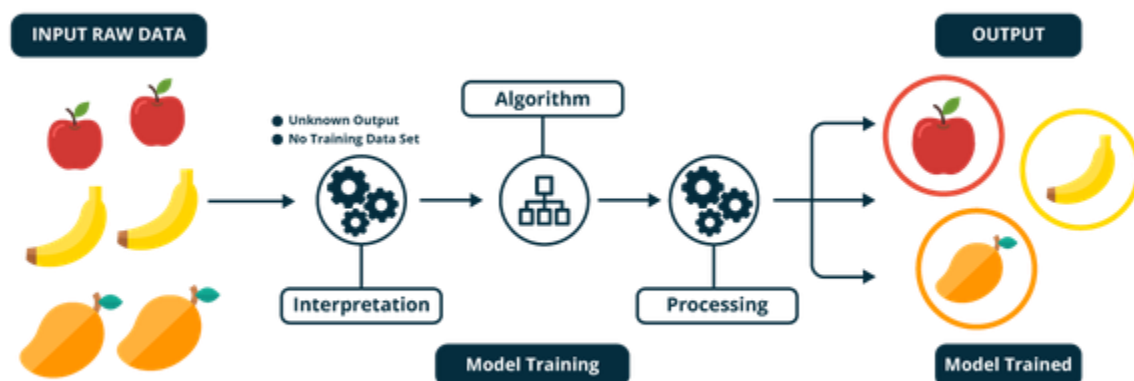 INPUT RAW DATA
OUTPUT
Algorithm
Unknown Output
No Training Data Set
Interpretation
Processing
Model Training
Model Trained